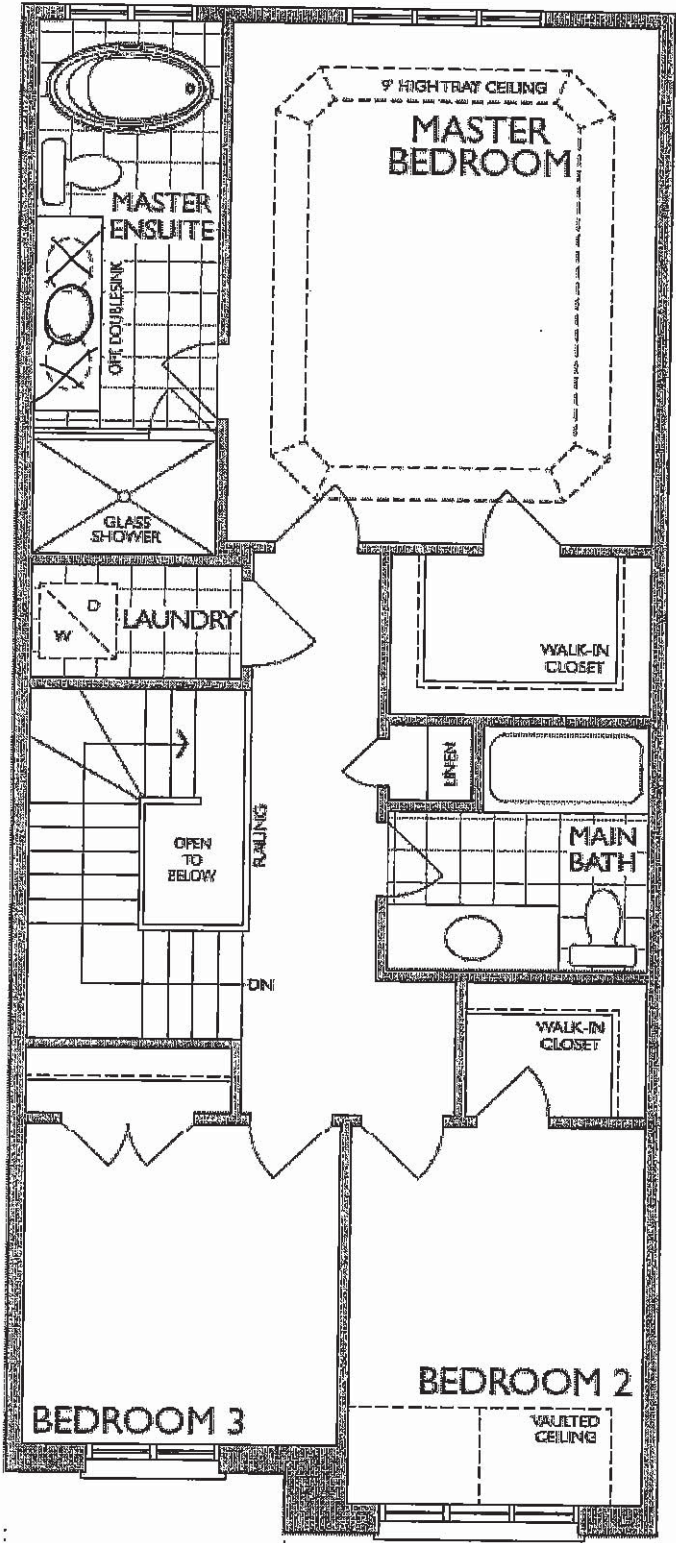 9' HIGH TRAY CEILING
MASTER
BEDROOM
MASTER
ENSUITE
OPT. DOUBLE SINK
GLASS
SHOWER
LAUNDRY
D
W
WALK-IN
CLOSET
LINEN
RAILING
OPEN
TO
BELOW
MAIN
BATH
DN
WALK-IN
CLOSET
BEDROOM 2
VAULTED
CEILING
BEDROOM 3